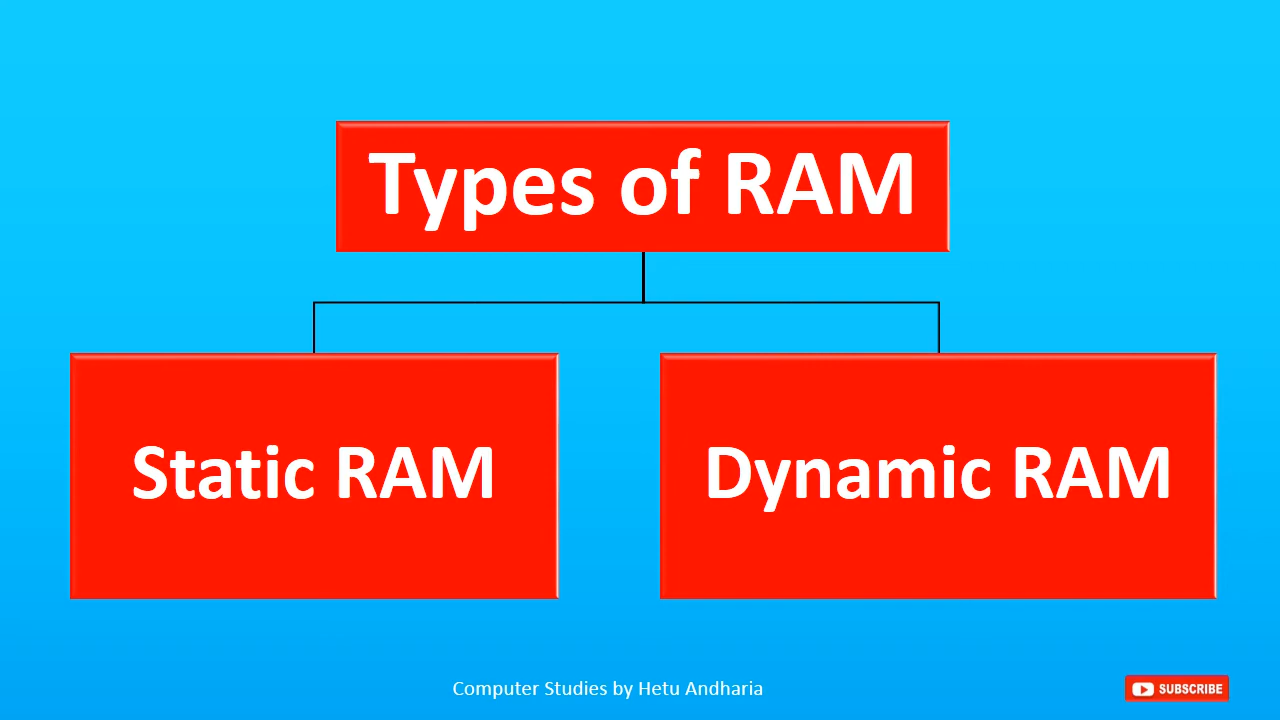 Types of RAM
Static RAM
Dynamic RAM
Computer Studies by Hetu Andharia
SUBSCRIBE